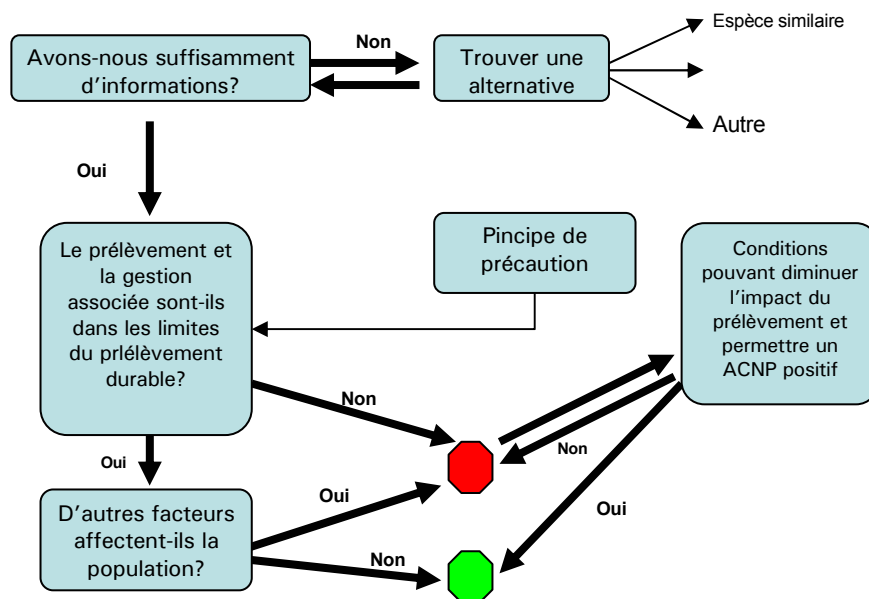 Avons-nous suffisamment
d'informations?
Non
Trouver une
alternative
Espèce similaire
Autre
Oui
Le prélèvement et
la gestion
associée sont-ils
dans les limites
du prlélèvement
durable?
Pincipe de
précaution
Conditions
pouvant diminuer
l'impact du
prélèvement et
permettre un
ACNP positif
Non
Non
Oui
Oui
Oui
D'autres facteurs
affectent-ils la
population?
Non